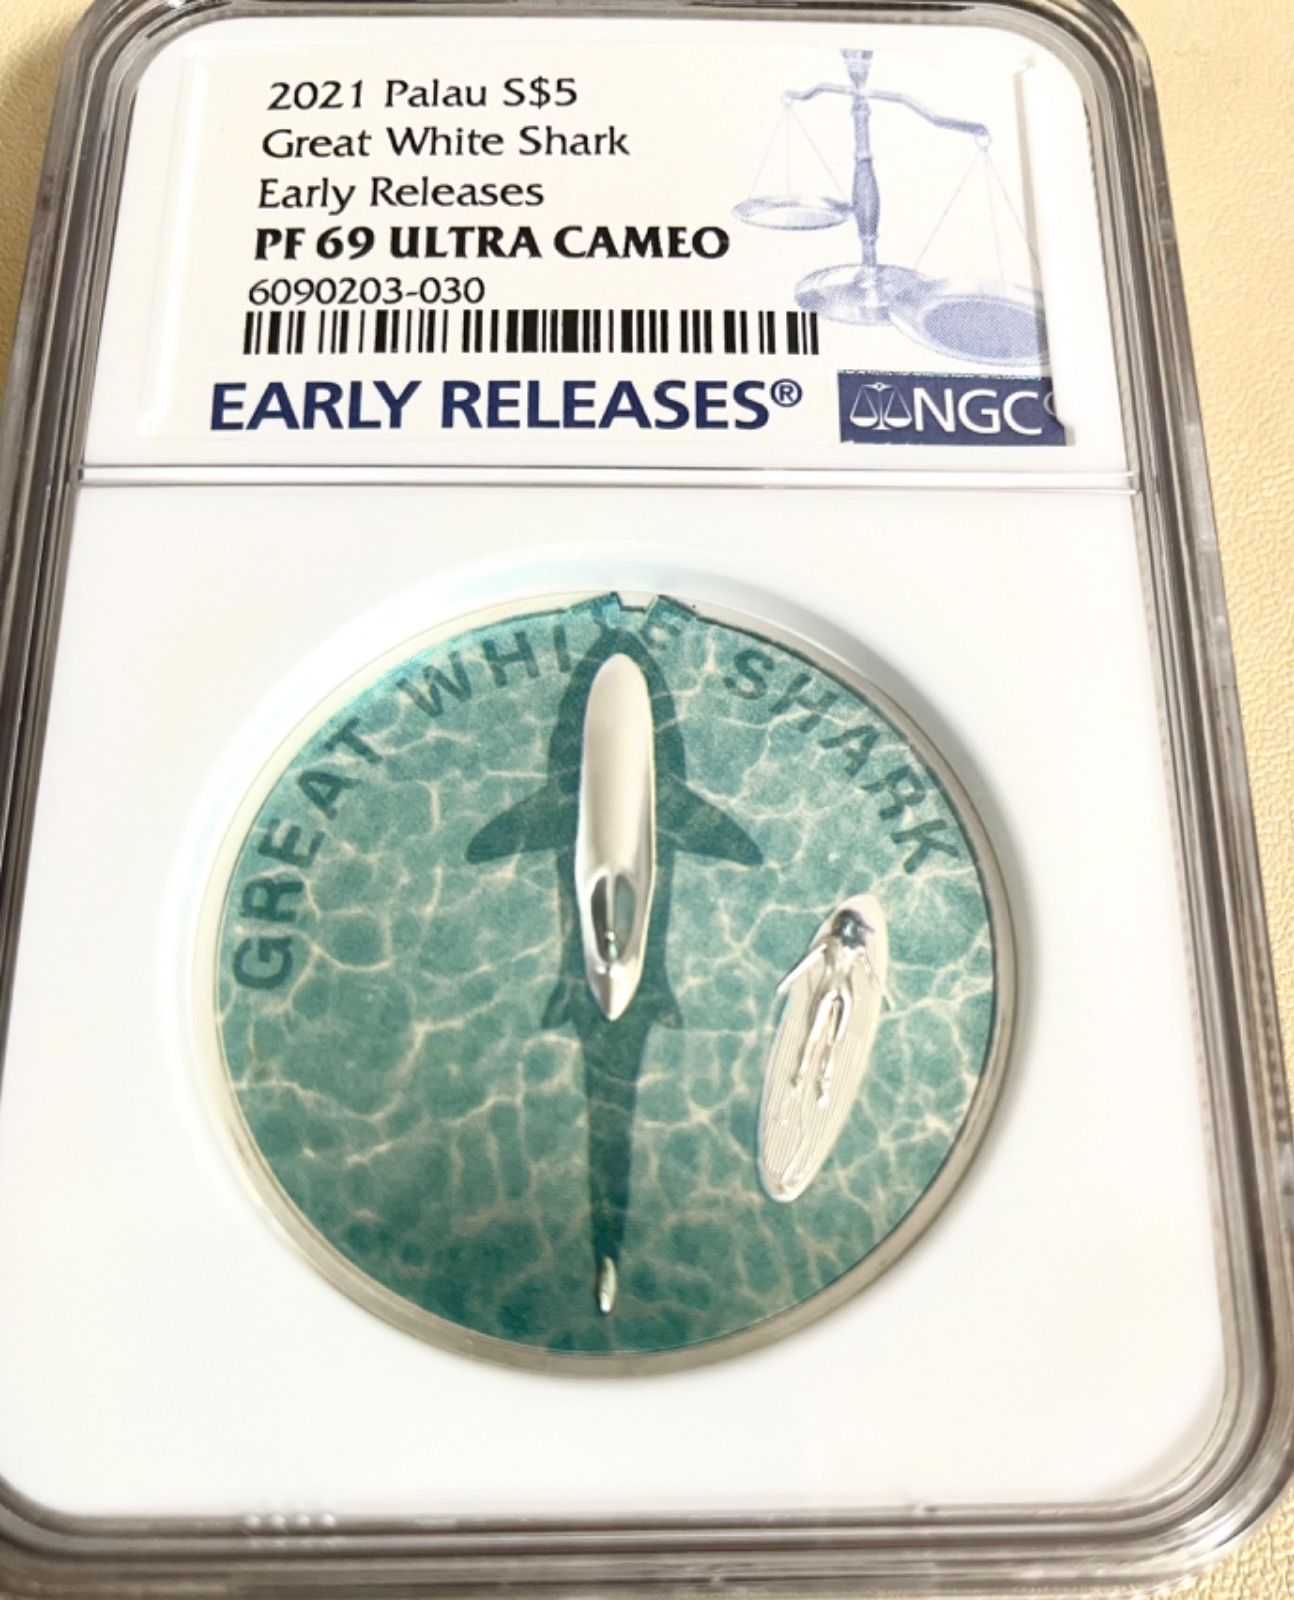 2021 Palau S$5
Great White Shark
Early Releases
PF 69 ULTRA CAMEO
6090203-030
EARLY RELEASES®
NGC
GREAT WHITE SHARK